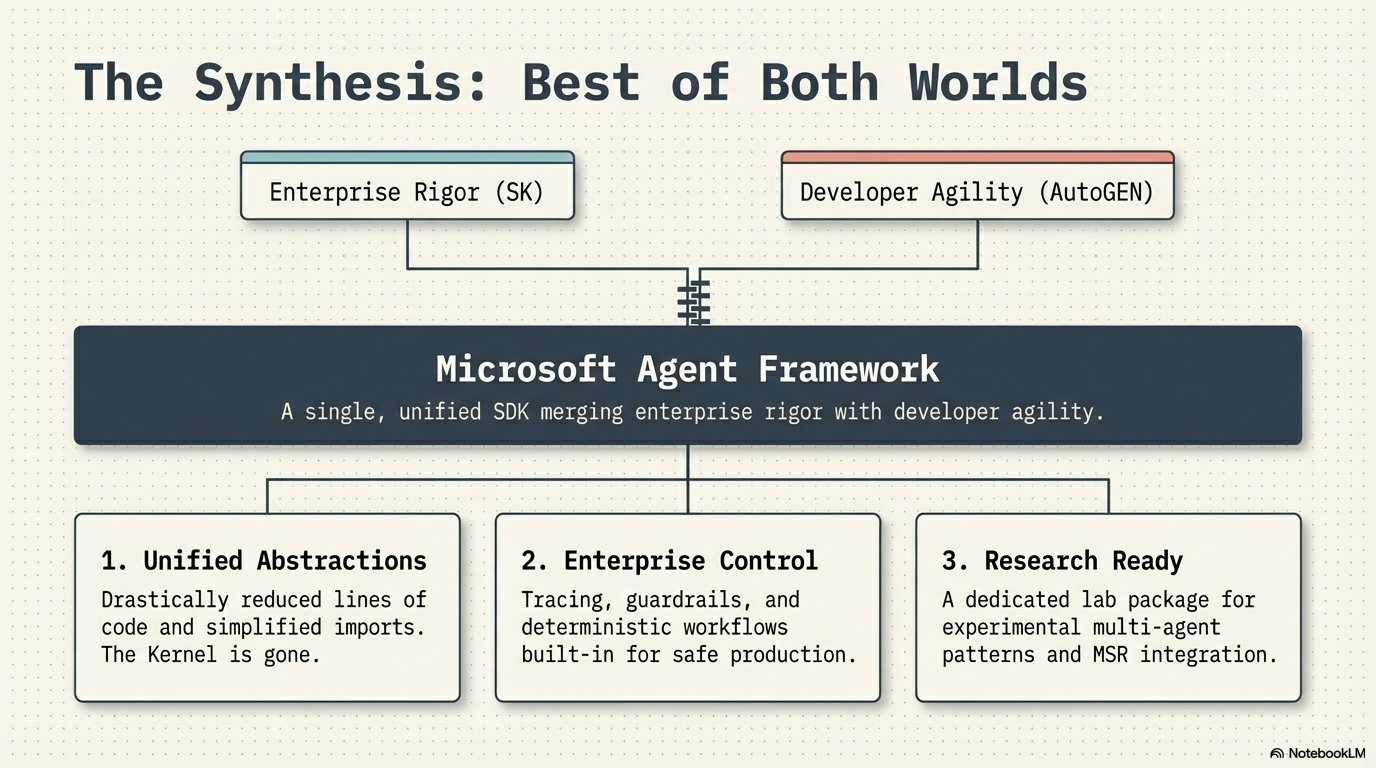 The Synthesis: Best of Both Worlds
Enterprise Rigor (SK)
Developer Agility (AutoGEN)
Microsoft Agent Framework
A single, unified SDK merging enterprise rigor with developer agility.
1. Unified Abstractions
Drastically reduced lines of
code and simplified imports.
The Kernel is gone.
2. Enterprise Control
Tracing, guardrails, and
deterministic workflows
built-in for safe production.
3. Research Ready
A dedicated lab package for
experimental multi-agent
patterns and MSR integration.
NotebookLM